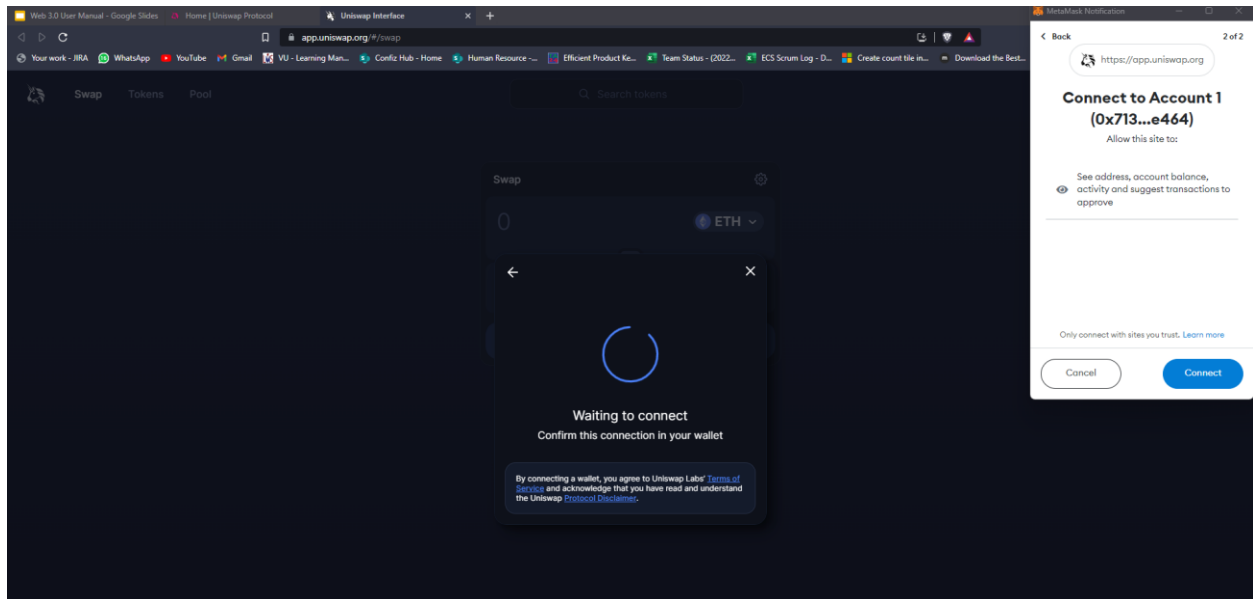 Web 3.0 User Manual - Google Slides
Home | Uniswap Protocol
Uniswap Interface
app.uniswap.org/#/swap
Your work - JIRA
WhatsApp
YouTube
Gmail
VU - Learning Man...
Confiz Hub - Home
Human Resource -...
Efficient Product Ke...
Team Status - (2022...
ECS Scrum Log - D...
Create count tile in...
Download the Best...
Swap
Tokens
Pool
Search tokens
Swap
0
ETH
Waiting to connect
Confirm this connection in your wallet
By connecting a wallet, you agree to Uniswap Labs' Terms of
Service and acknowledge that you have read and understand
the Uniswap Protocol Disclaimer.
MetaMask Notification
< Back
2 of 2
https://app.uniswap.org
Connect to Account 1
(0x713...e464)
Allow this site to:
See address, account balance,
activity and suggest transactions to
approve
Only connect with sites you trust. Learn more
Cancel
Connect